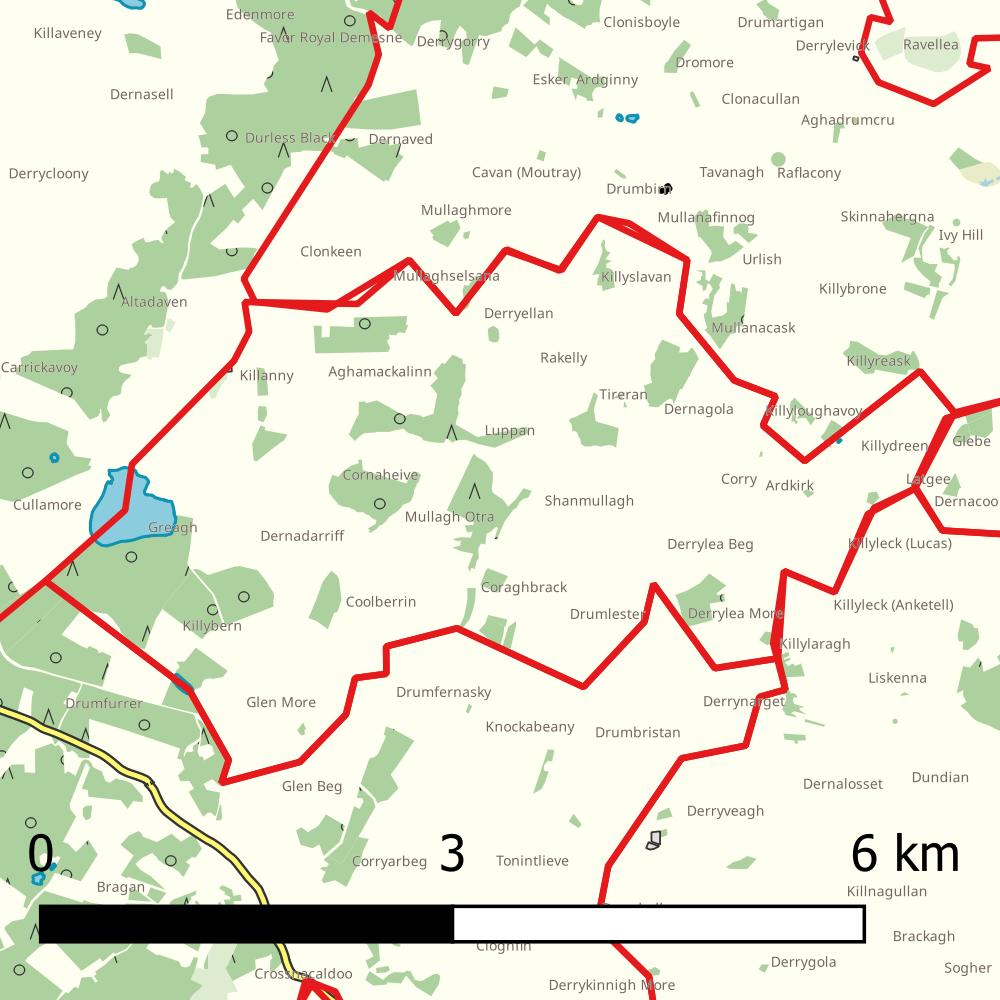 Edenmore
Clonisboyle
Drumartigan
Killaveney
Favor Royal Demesne
Derrygorry
Derrylevick
Ravellea
Dromore
Esker
Ardginny
Dernasell
Clonacullan
Aghadrumcru
Durless Black
Dernaved
Derrycloony
Cavan (Moutray)
Tavanagh
Raflacony
Mullaghmore
Mullanafinnog
Skinnahergna
Ivy Hill
Clonkeen
Urlish
Mullaghselsana
Killyslavan
Killybrone
Altadaven
Derryellan
Mullanacask
Rakelly
Killyreask
Carrickavoy
Killanny
Aghamackalinn
Tireran
Dernagola
Killyloughavoy
Luppan
Killydreen
Glebe
Cornaheive
Corry
Ardkirk
Latgee
Cullamore
Shanmullagh
Dernacoo
Mullagh Otra
Greagh
Dernadarriff
Derrylea Beg
Killyleck (Lucas)
Coraghbrack
Coolberrin
Killyleck (Anketell)
Drumlester
Derrylea More
Killybern
Killylaragh
Liskenna
Drumfernasky
Drumfurrer
Glen More
Derrynarget
Knockabeany
Drumbristan
Dundian
Glen Beg
Dernalosset
Derryveagh
0
3
6 km
Corryarbeg
Tonintlieve
Bragan
Killnagullan
Brackagh
Cloghfin
Derrygola
Sogher
Crosshacaldoo
Derrykinnigh More